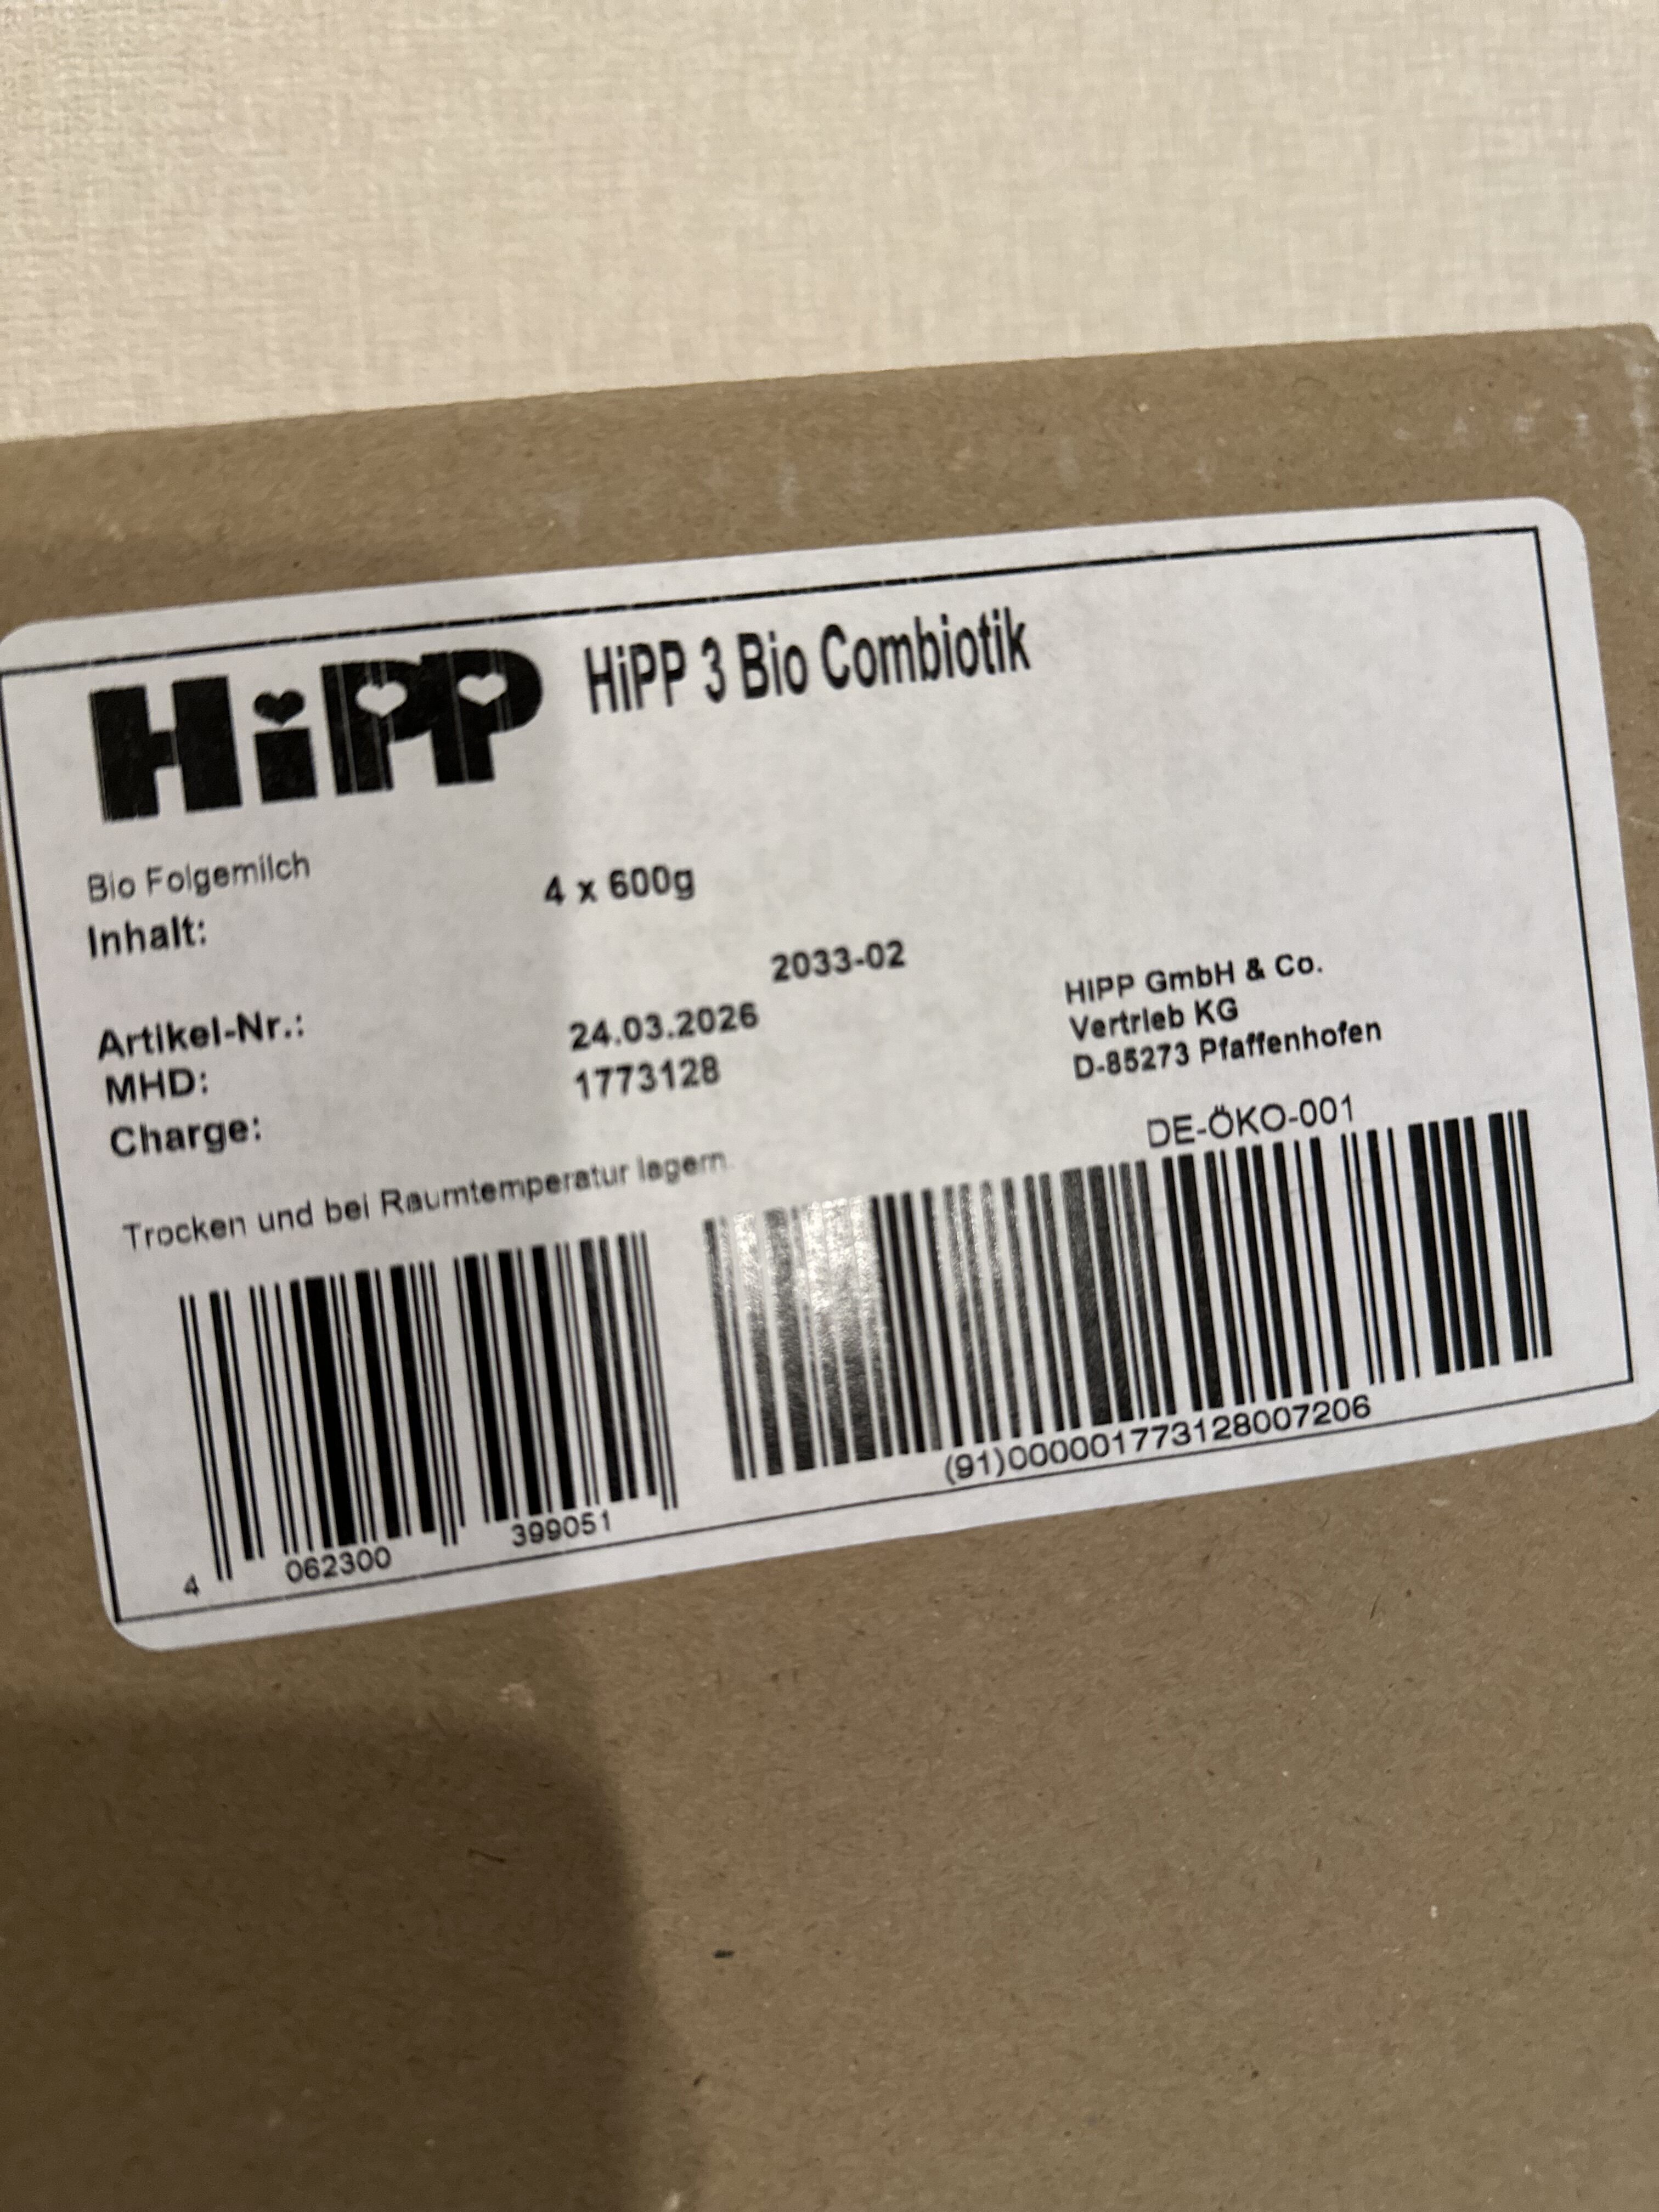 HiPP HiPP 3 Bio Combiotik
Bio Folgemilch
Inhalt: 4 x 600g
Artikel-Nr.: 2033-02
MHD: 24.03.2026
Charge: 1773128
HIPP GmbH & Co.
Vertrieb KG
D-85273 Pfaffenhofen
Trocken und bei Raumtemperatur lagern.
DE-ÖKO-001
4 062300 399051
(91)000001773128007206